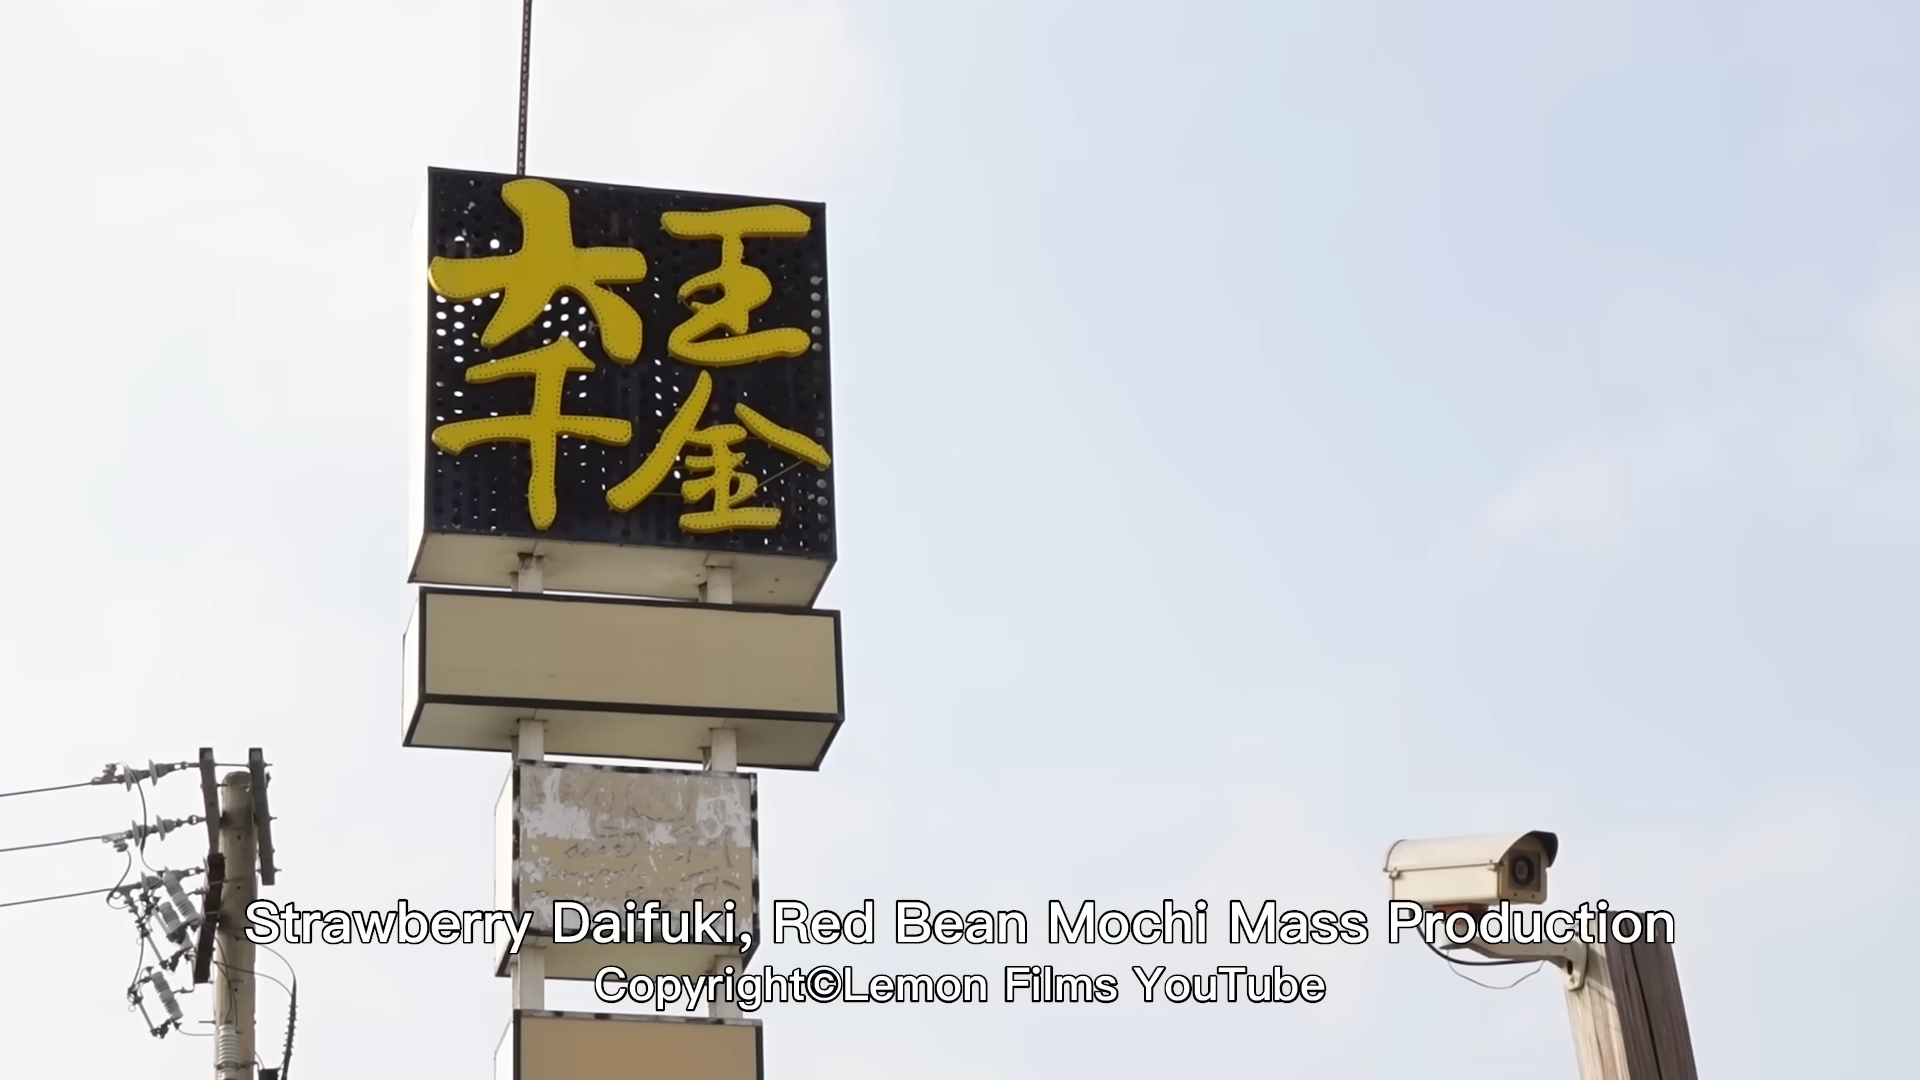 大王
千金
Strawberry Daifuki, Red Bean Mochi Mass Production
Copyright©Lemon Films YouTube